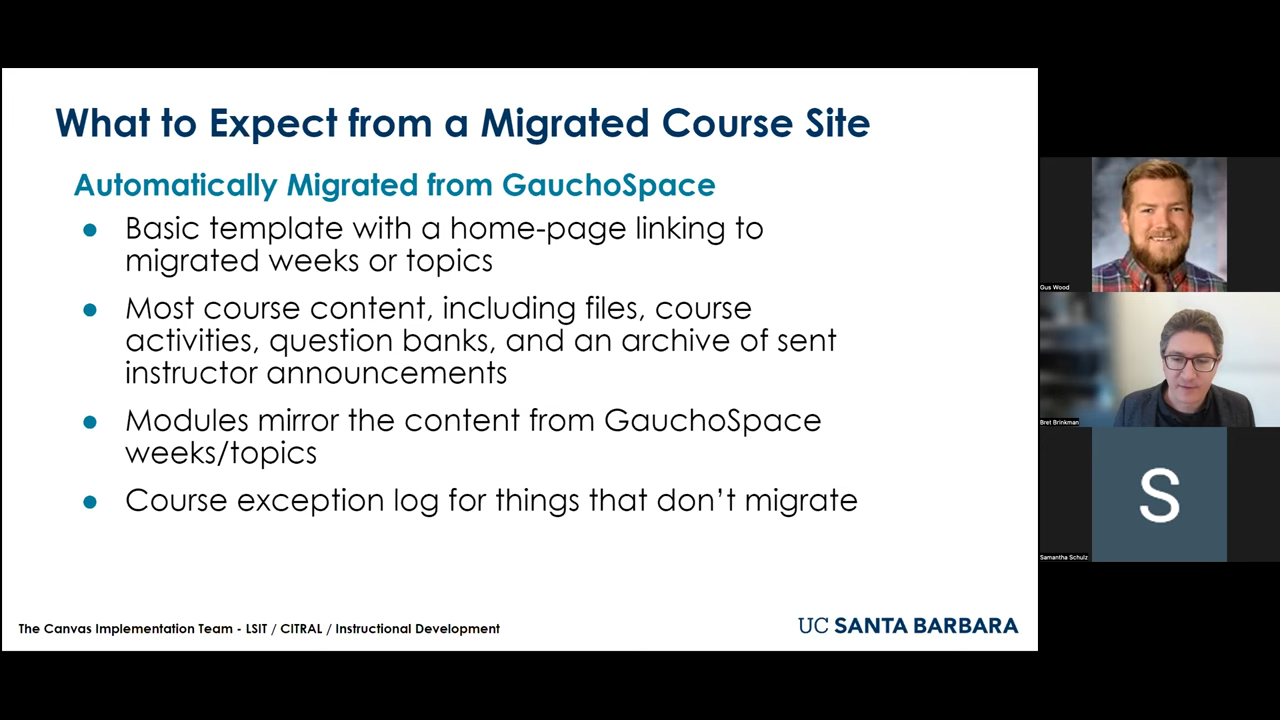 What to Expect from a Migrated Course Site
Automatically Migrated from GauchoSpace
● Basic template with a home-page linking to
migrated weeks or topics
● Most course content, including files, course
activities, question banks, and an archive of sent
instructor announcements
● Modules mirror the content from GauchoSpace
weeks/topics
● Course exception log for things that don’t migrate
The Canvas Implementation Team - LSIT / CITRAL / Instructional Development
UC SANTA BARBARA
Gus Wood
Bret Brinkman
S
Samantha Schulz